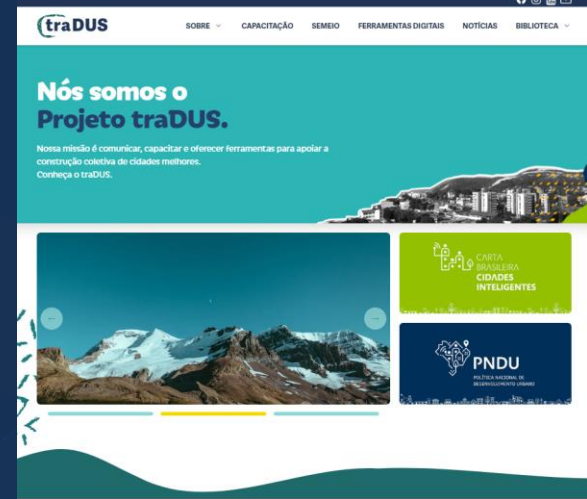 traDUS
SOBRE
CAPACITAÇÃO
SEMEIO
FERRAMENTAS DIGITAIS
NOTÍCIAS
BIBLIOTECA
Nós somos o
Projeto traDUS.
Nossa missão é comunicar, capacitar e oferecer ferramentas para apoiar a
construção coletiva de cidades melhores.
Conheça o traDUS.
CARTA
BRASILEIRA
CIDADES
INTELIGENTES
PNDU
POLÍTICA NACIONAL DE
DESENVOLVIMENTO URBANO